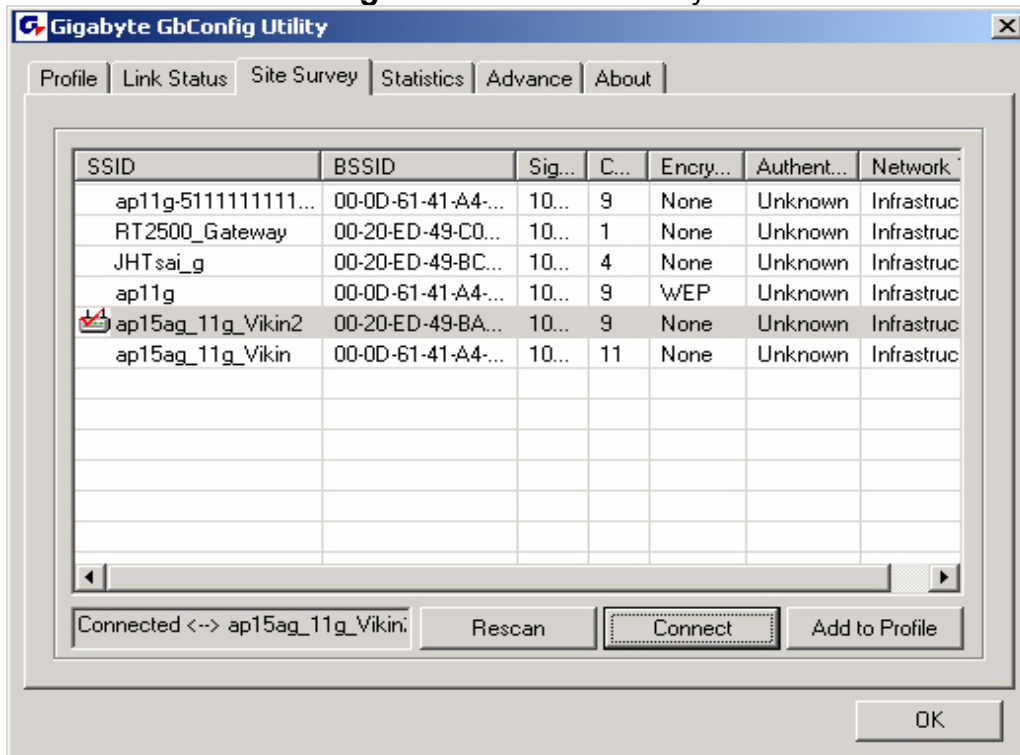 Gigabyte GbConfig Utility
Profile Link Status Site Survey Statistics Advance About
SSID BSSID Sig... C... Encry... Authent... Network
ap11g-5111111111... 00-0D-61-41-A4-... 10... 9 None Unknown Infrastruc
RT2500_Gateway 00-20-ED-49-C0... 10... 1 None Unknown Infrastruc
JHTsai_g 00-20-ED-49-BC... 10... 4 None Unknown Infrastruc
ap11g 00-0D-61-41-A4-... 10... 9 WEP Unknown Infrastruc
ap15ag_11g_Vikin2 00-20-ED-49-BA... 10... 9 None Unknown Infrastruc
ap15ag_11g_Vikin 00-0D-61-41-A4-... 10... 11 None Unknown Infrastruc
Connected <--> ap15ag_11g_Vikin Rescan Connect Add to Profile
OK